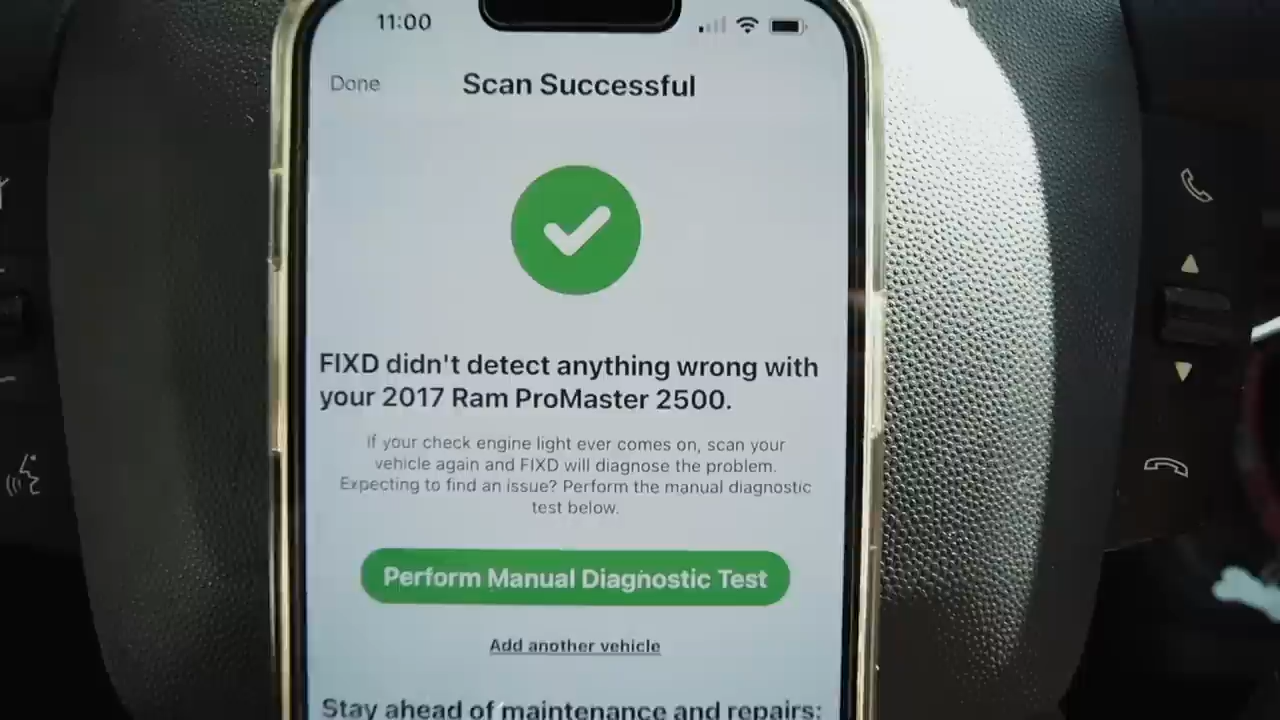 11:00
Done
Scan Successful
FIXD didn't detect anything wrong with
your 2017 Ram ProMaster 2500.
If your check engine light ever comes on, scan your
vehicle again and FIXD will diagnose the problem.
Expecting to find an issue? Perform the manual diagnostic
test below.
Perform Manual Diagnostic Test
Add another vehicle
Stay ahead of maintenance and repairs: